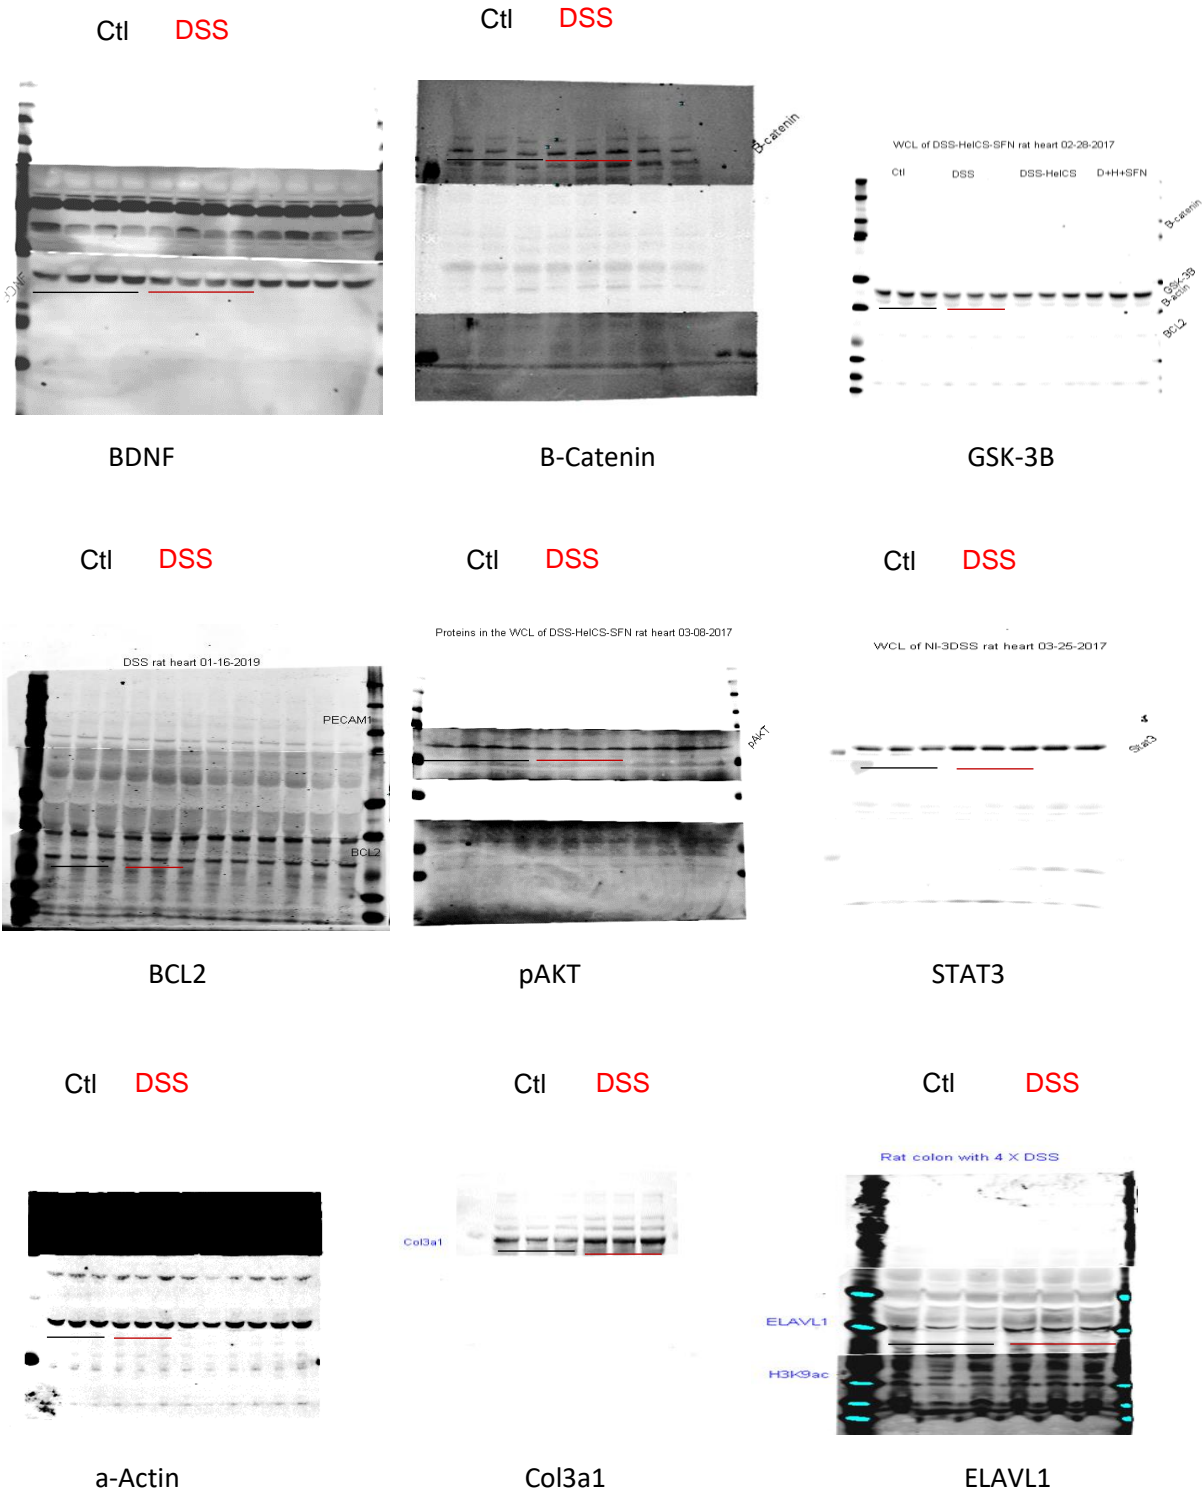 Ctl DSS
Ctl DSS
B-catenin
WCL of DSS-HelCS-SFN rat heart 02-28-2017
Ctl DSS DSS-HelCS D+H+SFN
B-catenin
GSK-3B
B-actin
BCL2
BDNF
B-Catenin
GSK-3B
Ctl DSS
Ctl DSS
Ctl DSS
DSS rat heart 01-16-2019
PECAM1
BCL2
Proteins in the WCL of DSS-HelCS-SFN rat heart 03-08-2017
pAKT
WCL of NI-3DSS rat heart 03-25-2017
Stat3
BCL2
pAKT
STAT3
Ctl DSS
Ctl DSS
Ctl DSS
Col3a1
Rat colon with 4 X DSS
ELAVL1
H3K9ac
a-Actin
Col3a1
ELAVL1